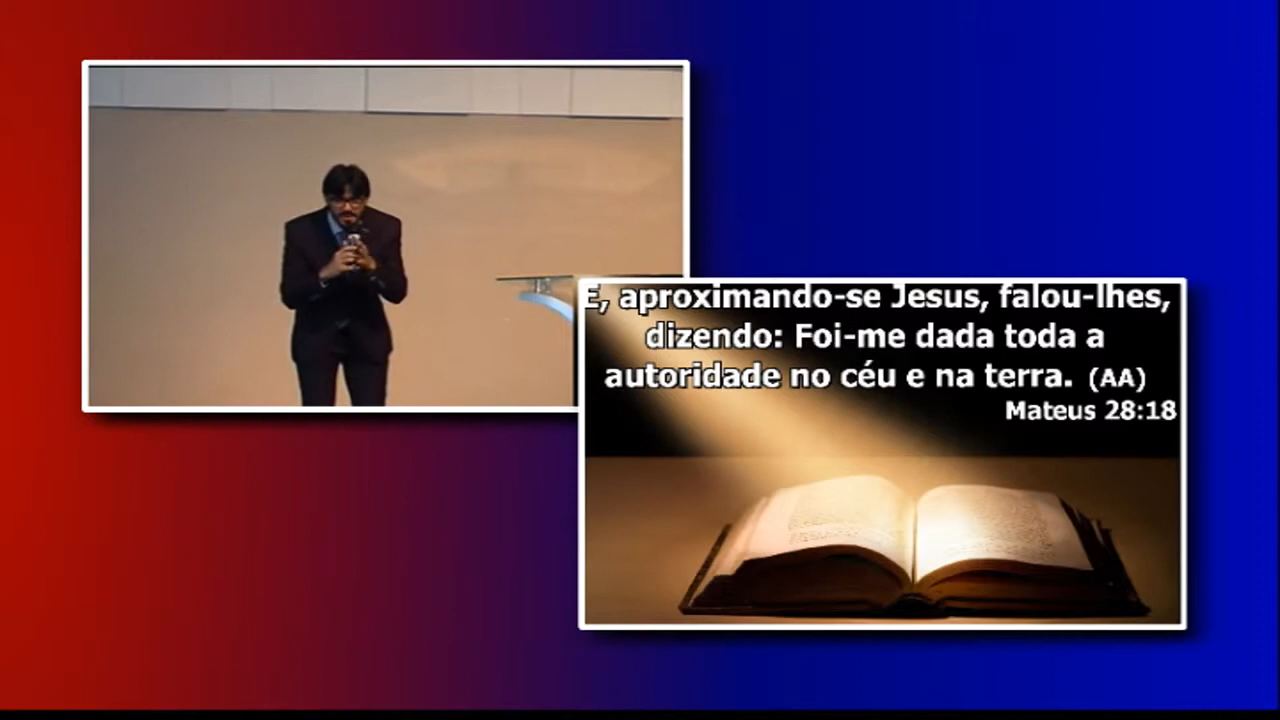 E, aproximando-se Jesus, falou-lhes,
dizendo: Foi-me dada toda a
autoridade no céu e na terra. (AA)
Mateus 28:18